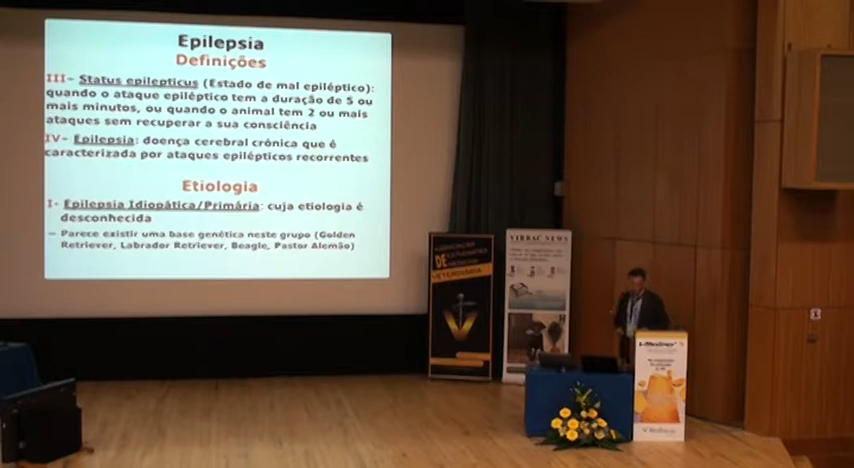 Epilepsia
Definições
III- Status epilepticus (Estado de mal epiléptico):
quando o ataque epiléptico tem a duração de 5 ou
mais minutos, ou quando o animal tem 2 ou mais
ataques sem recuperar a sua consciência
IV- Epilepsia: doença cerebral crônica que é
caracterizada por ataques epilépticos recorrentes
Etiologia
I- Epilepsia Idiopática/Primária: cuja etiologia é
desconhecida
- Parece existir uma base genética neste grupo (Golden
Retriever, Labrador Retriever, Beagle, Pastor Alemão)
DE
VETERINÁRIA
VIRBAC NEWS